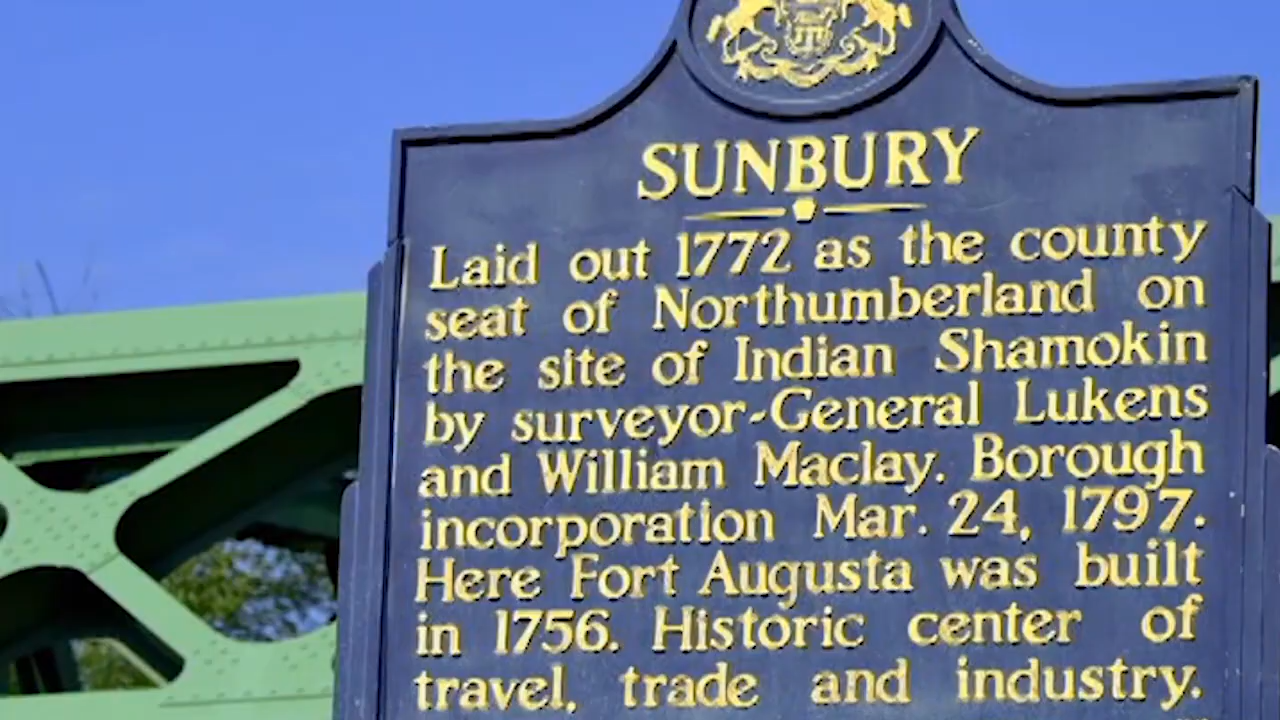 SUNBURY
Laid out 1772 as the county
seat of Northumberland on
the site of Indian Shamokin
by surveyor-General Lukens
and William Maclay. Borough
incorporation Mar. 24, 1797.
Here Fort Augusta was built
in 1756. Historic center of
travel, trade and industry.